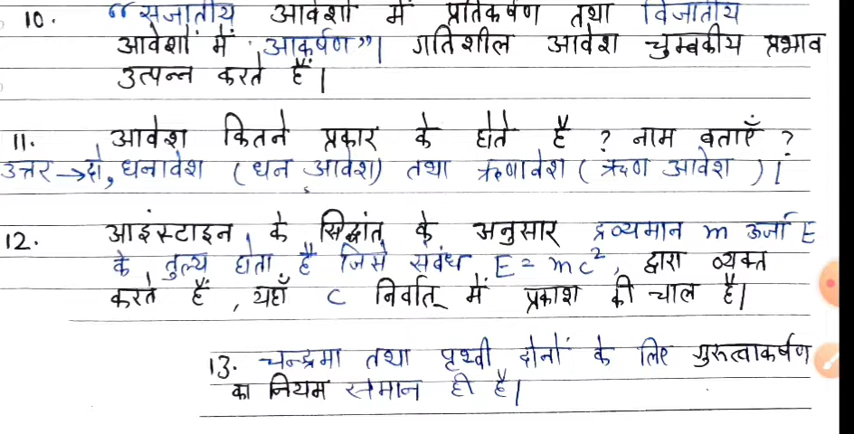 10. “सजातीय आवेशों में प्रतिकर्षण तथा विजातीय
आवेशों में आकर्षण”। गतिशील आवेश चुम्बकीय प्रभाव
उत्पन्न करते हैं।
11. आवेश कितने प्रकार के होते हैं ? नाम बताएँ ?
उत्तर → दो, धनावेश (धन आवेश) तथा ऋणावेश (ऋण आवेश)।
12. आइंस्टाइन के सिद्धांत के अनुसार द्रव्यमान m ऊर्जा E
के तुल्य होता है जिसे संबंध E = mc², द्वारा व्यक्त
करते हैं, यहाँ C निर्वात् में प्रकाश की चाल है।
13. चन्द्रमा तथा पृथ्वी दोनों के लिए गुरुत्वाकर्षण
का नियम समान ही है।